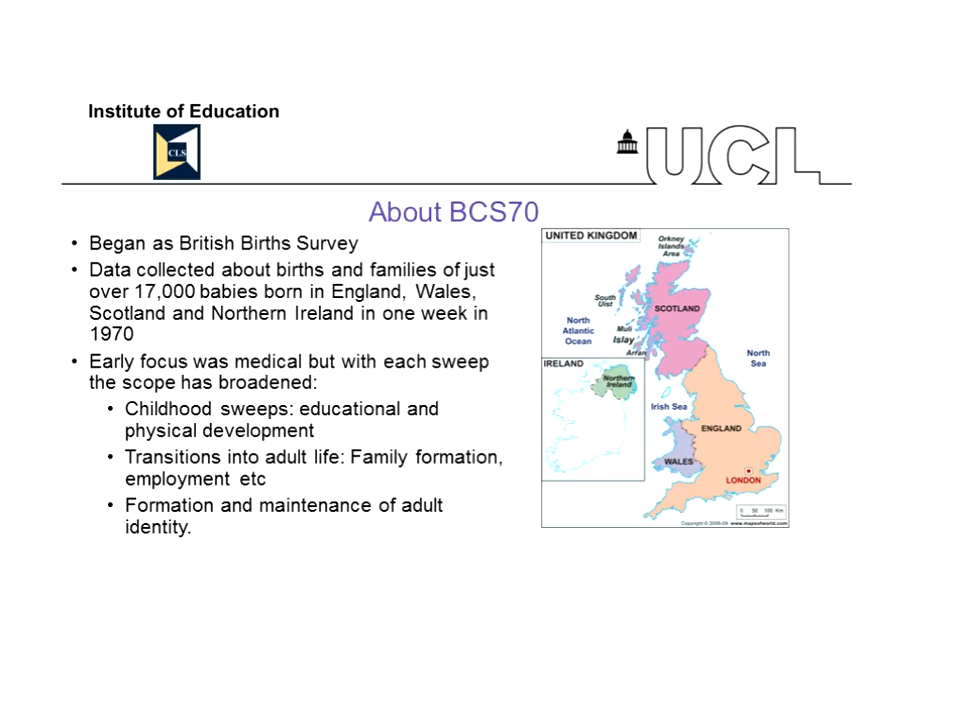 Institute of Education
CLS
UCL
About BCS70
• Began as British Births Survey
• Data collected about births and families of just
over 17,000 babies born in England, Wales,
Scotland and Northern Ireland in one week in
1970
• Early focus was medical but with each sweep
the scope has broadened:
• Childhood sweeps: educational and
physical development
• Transitions into adult life: Family formation,
employment etc
• Formation and maintenance of adult
identity.
UNITED KINGDOM
Orkney
Islands
Area
South
Uist
SCOTLAND
North
Atlantic
Ocean
Mull
Islay
Arran
North
Sea
IRELAND
Northern
Ireland
Irish Sea
ENGLAND
WALES
LONDON
0 50 100 Km
Copyright © 2008-09 www.mapsofworld.com